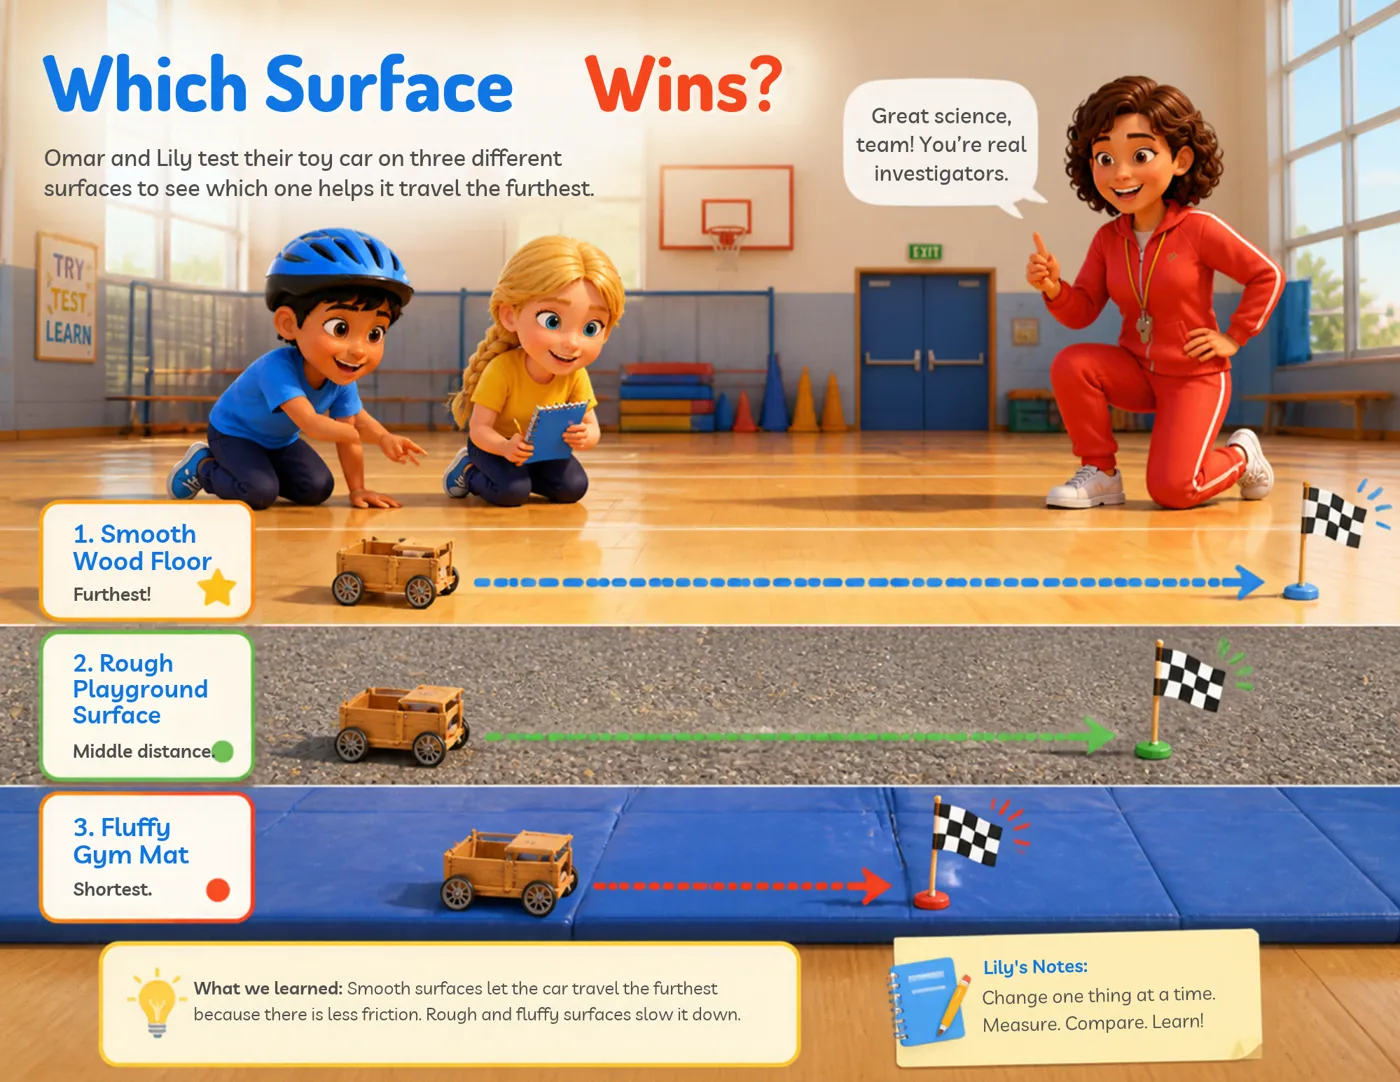 Which Surface Wins?
Omar and Lily test their toy car on three different
surfaces to see which one helps it travel the furthest.
Great science,
team! You’re real
investigators.
EXIT
TRY
TEST
LEARN
1. Smooth
Wood Floor
Furthest!
2. Rough
Playground
Surface
Middle distance.
3. Fluffy
Gym Mat
Shortest.
What we learned: Smooth surfaces let the car travel the furthest
because there is less friction. Rough and fluffy surfaces slow it down.
Lily's Notes:
Change one thing at a time.
Measure. Compare. Learn!